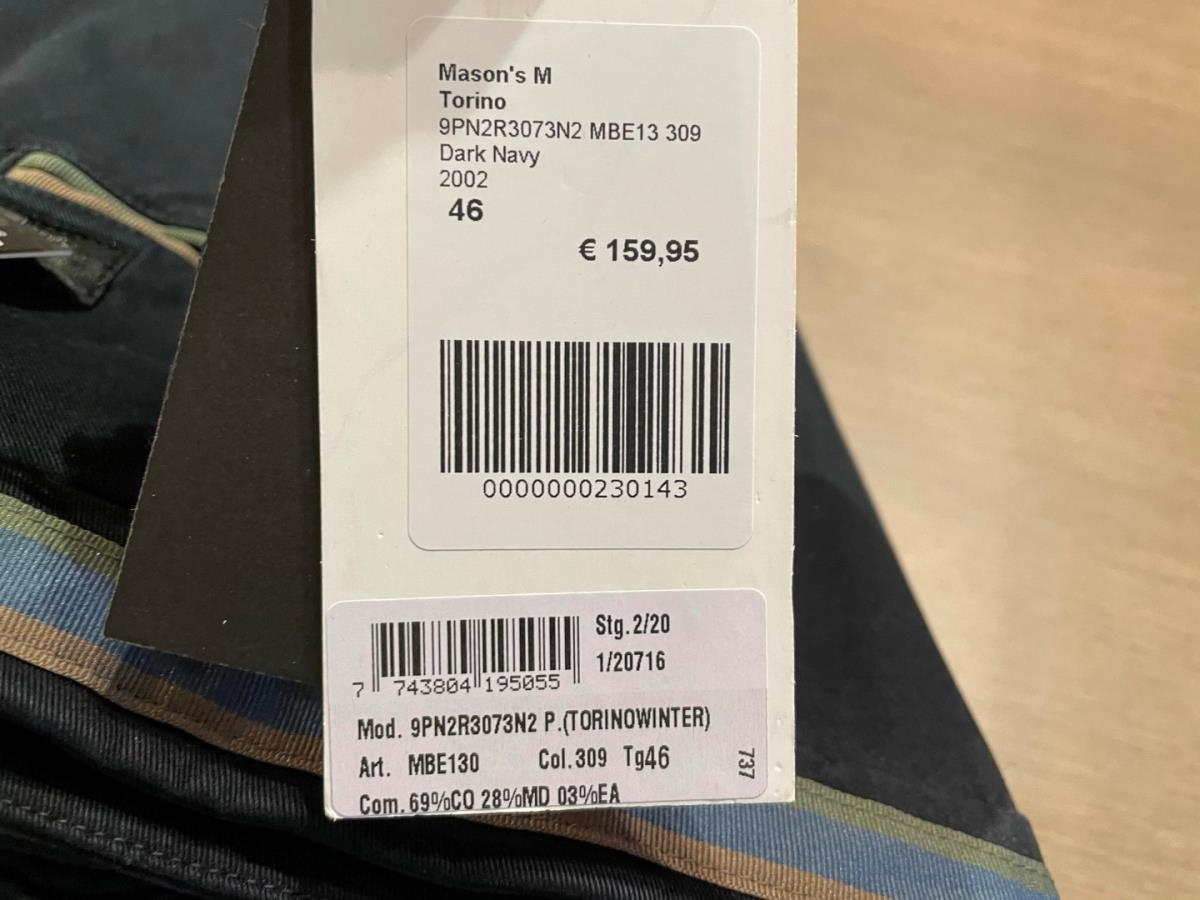 Mason's M
Torino
9PN2R3073N2 MBE13 309
Dark Navy
2002
46
€ 159,95
0000000230143
Stg.2/20
1/20716
7 743804 195055
Mod. 9PN2R3073N2 P.(TORINOWINTER)
Art. MBE130 Col.309 Tg46
737
Com.69%CO 28%MD 03%EA